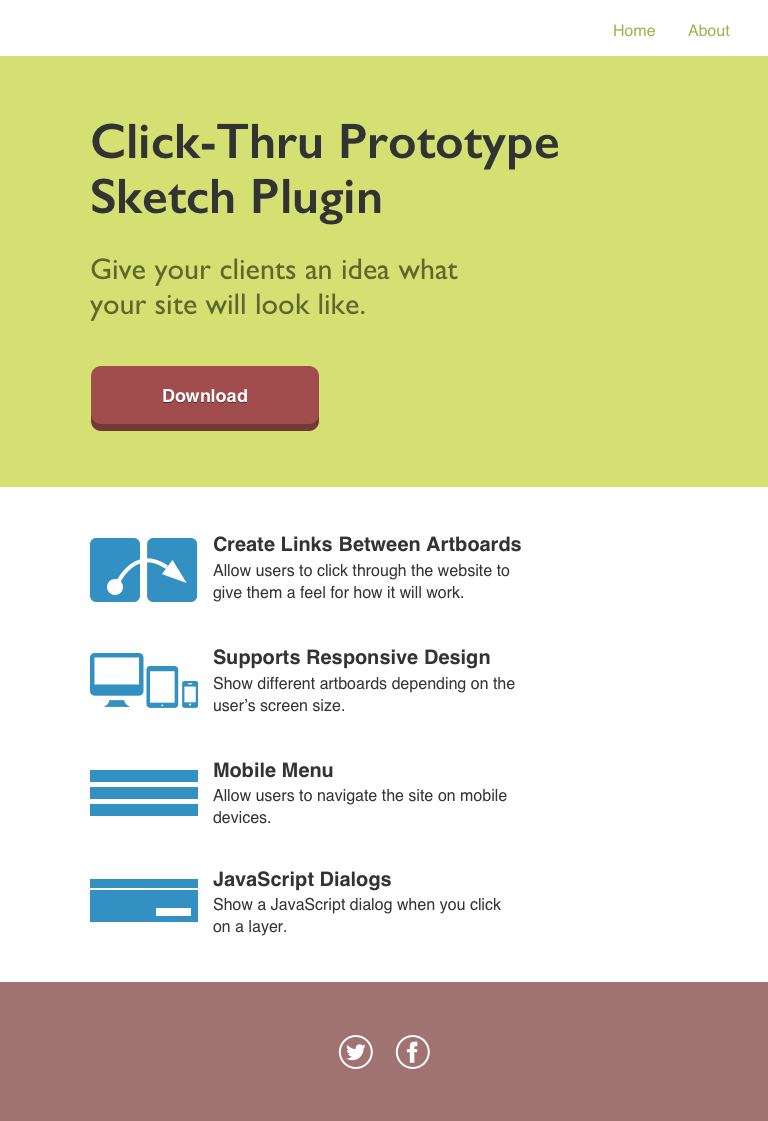 Home About
Click-Thru Prototype
Sketch Plugin
Give your clients an idea what
your site will look like.
Download
Create Links Between Artboards
Allow users to click through the website to
give them a feel for how it will work.
Supports Responsive Design
Show different artboards depending on the
user’s screen size.
Mobile Menu
Allow users to navigate the site on mobile
devices.
JavaScript Dialogs
Show a JavaScript dialog when you click
on a layer.